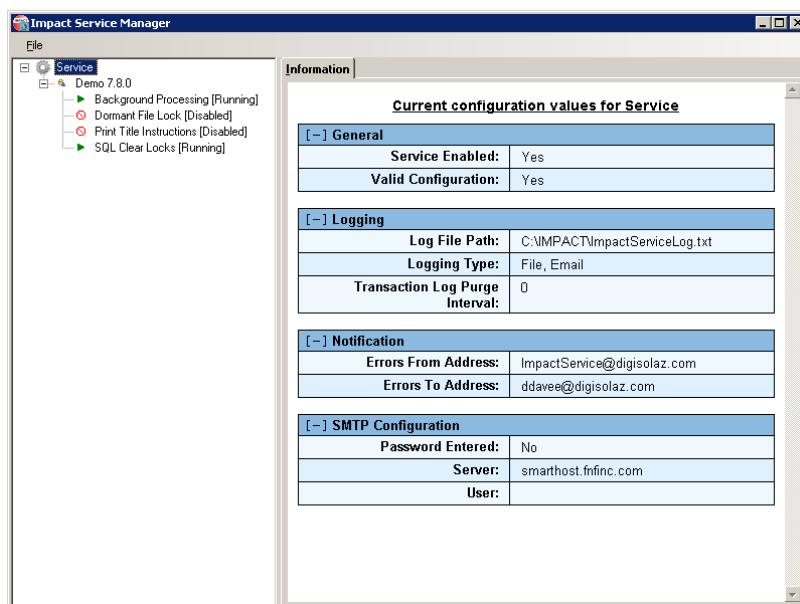 Impact Service Manager
File
Service
Demo 7.8.0
Background Processing [Running]
Dormant File Lock [Disabled]
Print Title Instructions [Disabled]
SQL Clear Locks [Running]
Information
Current configuration values for Service
[-] General
Service Enabled: Yes
Valid Configuration: Yes
[-] Logging
Log File Path: C:\IMPACT\ImpactServiceLog.txt
Logging Type: File, Email
Transaction Log Purge 0
Interval:
[-] Notification
Errors From Address: ImpactService@digisolaz.com
Errors To Address: ddavee@digisolaz.com
[-] SMTP Configuration
Password Entered: No
Server: smarthost.fnfinc.com
User: